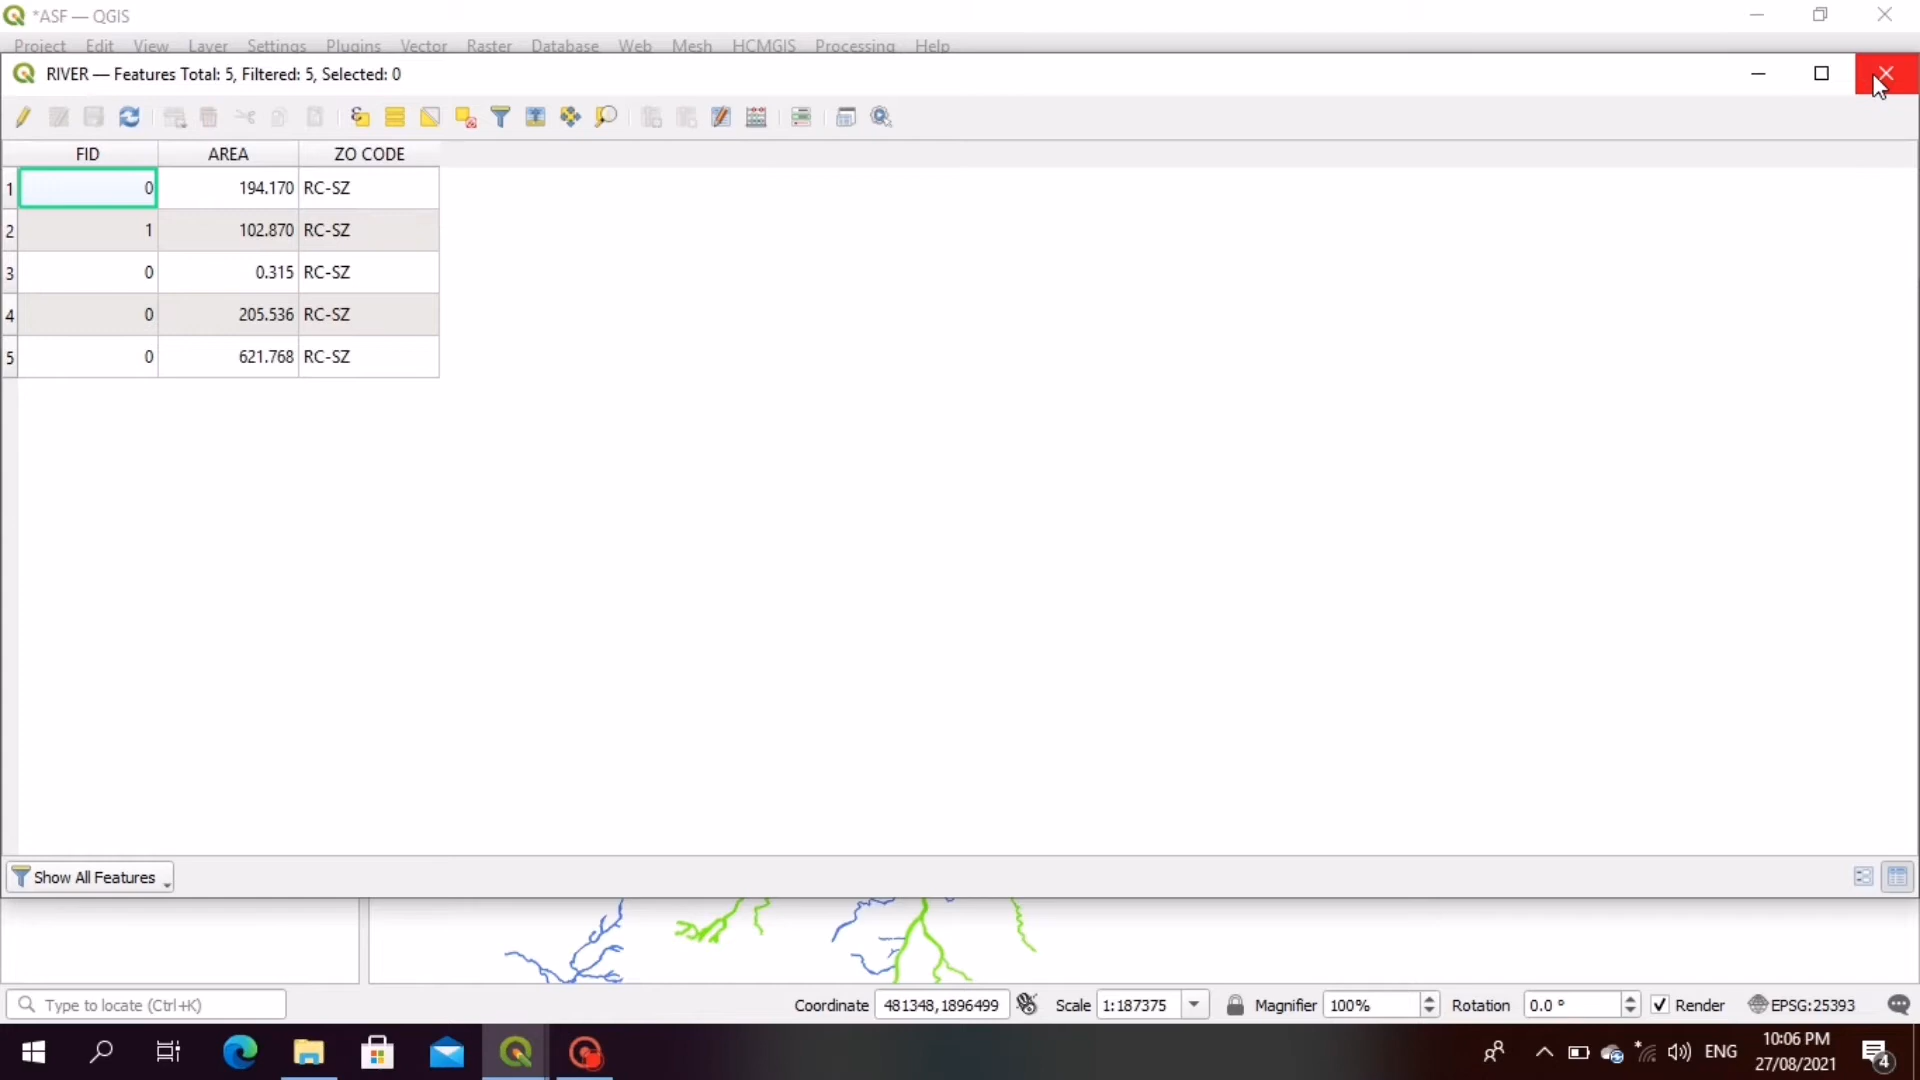 *ASF — QGIS
Project Edit View Layer Settings Plugins Vector Raster Database Web Mesh HCMGIS Processing Help
RIVER — Features Total: 5, Filtered: 5, Selected: 0
FID AREA ZO CODE
1 0 194.170 RC-SZ
2 1 102.870 RC-SZ
3 0 0.315 RC-SZ
4 0 205.536 RC-SZ
5 0 621.768 RC-SZ
Show All Features
Type to locate (Ctrl+K) Coordinate 481348,1896499 Scale 1:187375 Magnifier 100% Rotation 0.0 ° Render EPSG:25393
ENG 10:06 PM
27/08/2021 4